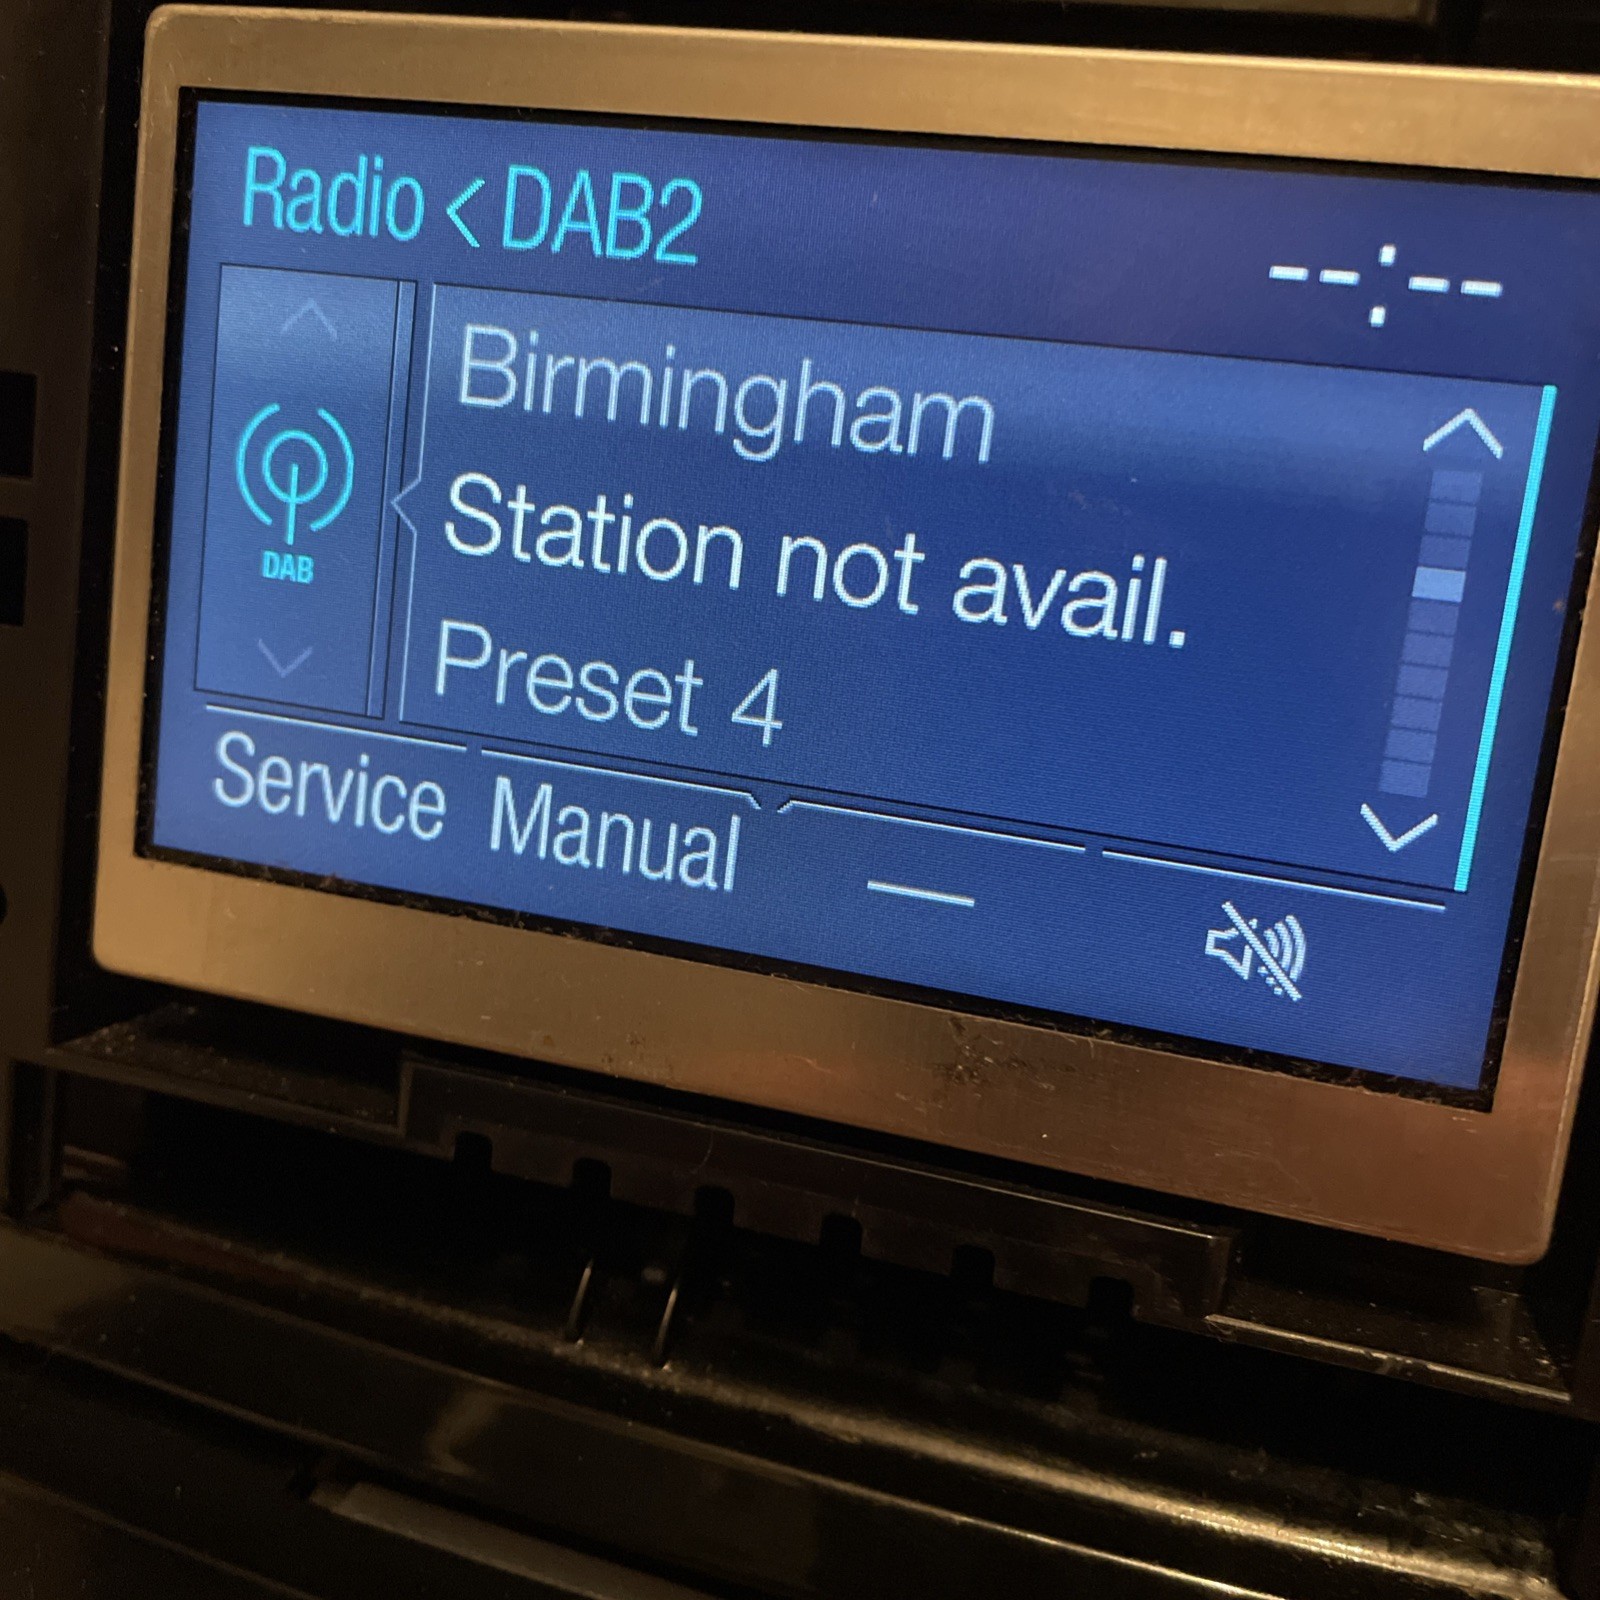 Radio < DAB2
--:--
DAB
Birmingham
Station not avail.
Preset 4
Service Manual —